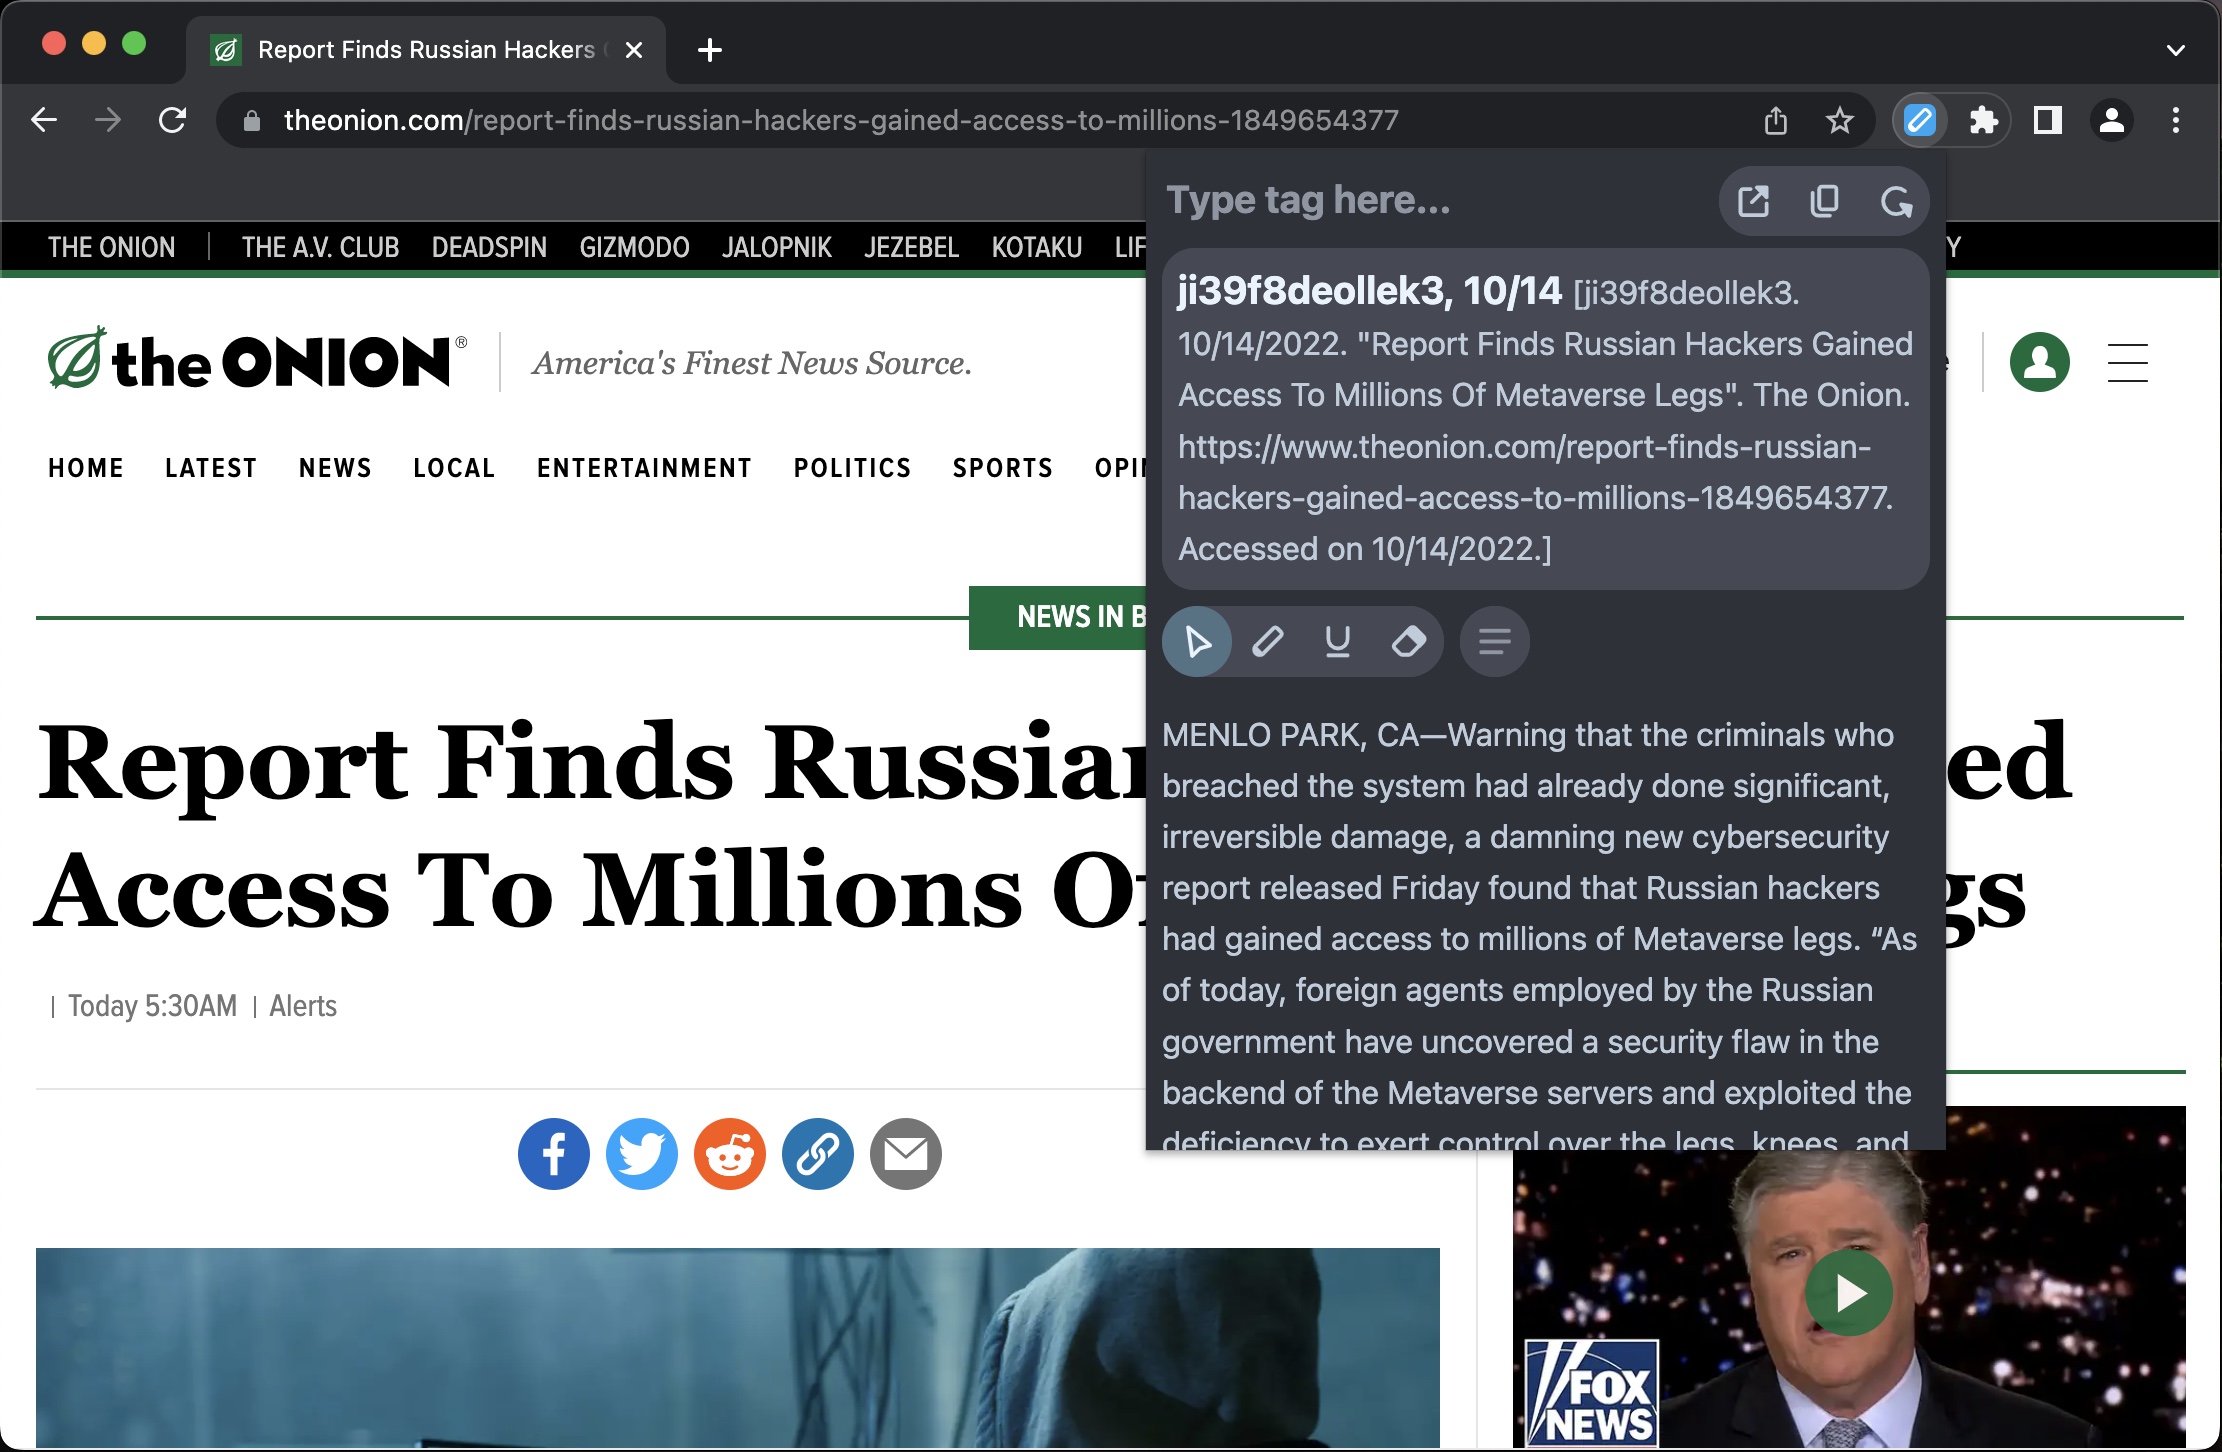 Report Finds Russian Hackers
theonion.com/report-finds-russian-hackers-gained-access-to-millions-1849654377
Type tag here...
THE ONION | THE A.V. CLUB DEADSPIN GIZMODO JALOPNIK JEZEBEL KOTAKU LIF Y
ji39f8deollek3, 10/14 [ji39f8deollek3.
10/14/2022. "Report Finds Russian Hackers Gained
Access To Millions Of Metaverse Legs". The Onion.
https://www.theonion.com/report-finds-russian-
hackers-gained-access-to-millions-1849654377.
Accessed on 10/14/2022.]
the ONION®
America's Finest News Source.
HOME LATEST NEWS LOCAL ENTERTAINMENT POLITICS SPORTS OPIN
NEWS IN B
MENLO PARK, CA—Warning that the criminals who
breached the system had already done significant,
irreversible damage, a damning new cybersecurity
report released Friday found that Russian hackers
had gained access to millions of Metaverse legs. “As
of today, foreign agents employed by the Russian
government have uncovered a security flaw in the
backend of the Metaverse servers and exploited the
deficiency to exert control over the legs, knees, and
Report Finds Russian ed
Access To Millions Of gs
| Today 5:30AM | Alerts
FOX
NEWS